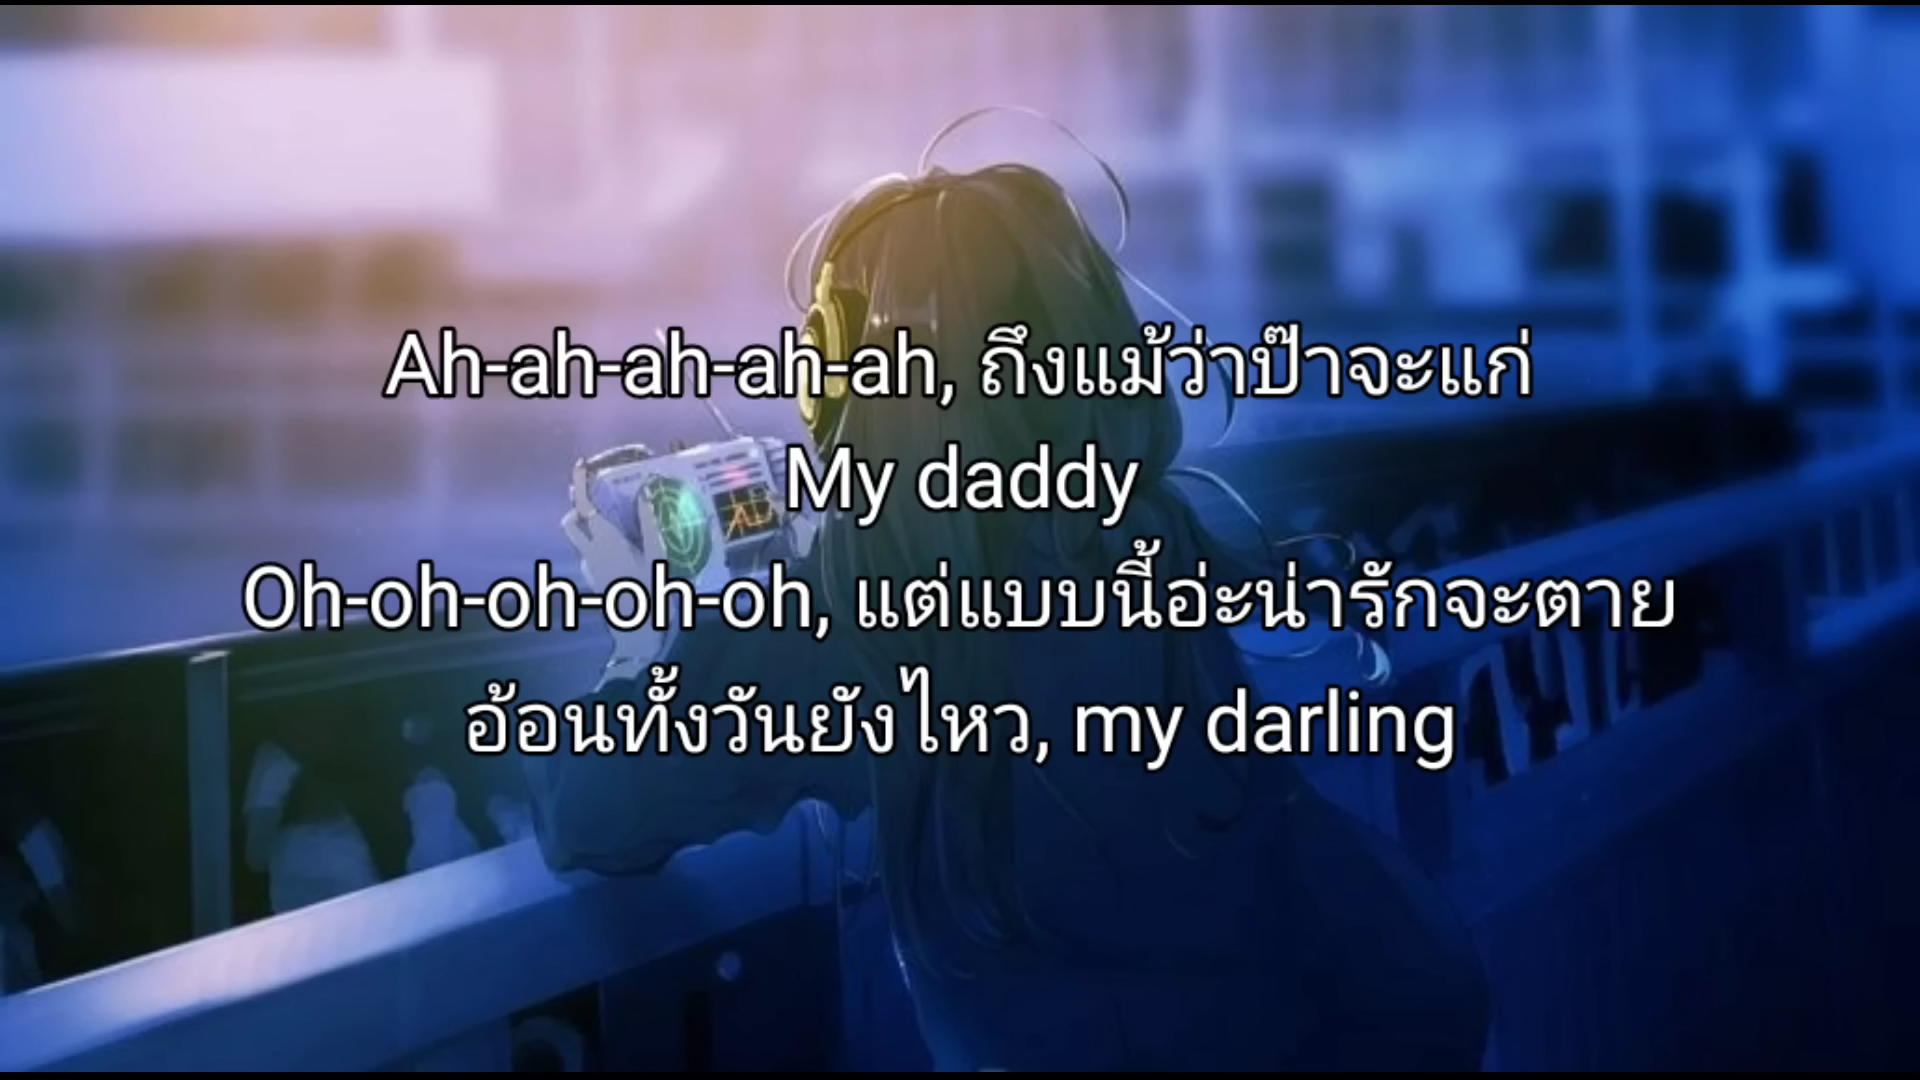 Ah-ah-ah-ah-ah, ถึงแม้ว่าป๊าจะแก่
My daddy
Oh-oh-oh-oh-oh, แต่แบบนี้อ่ะน่ารักจะตาย
อ้อนทั้งวันยังไหว, my darling